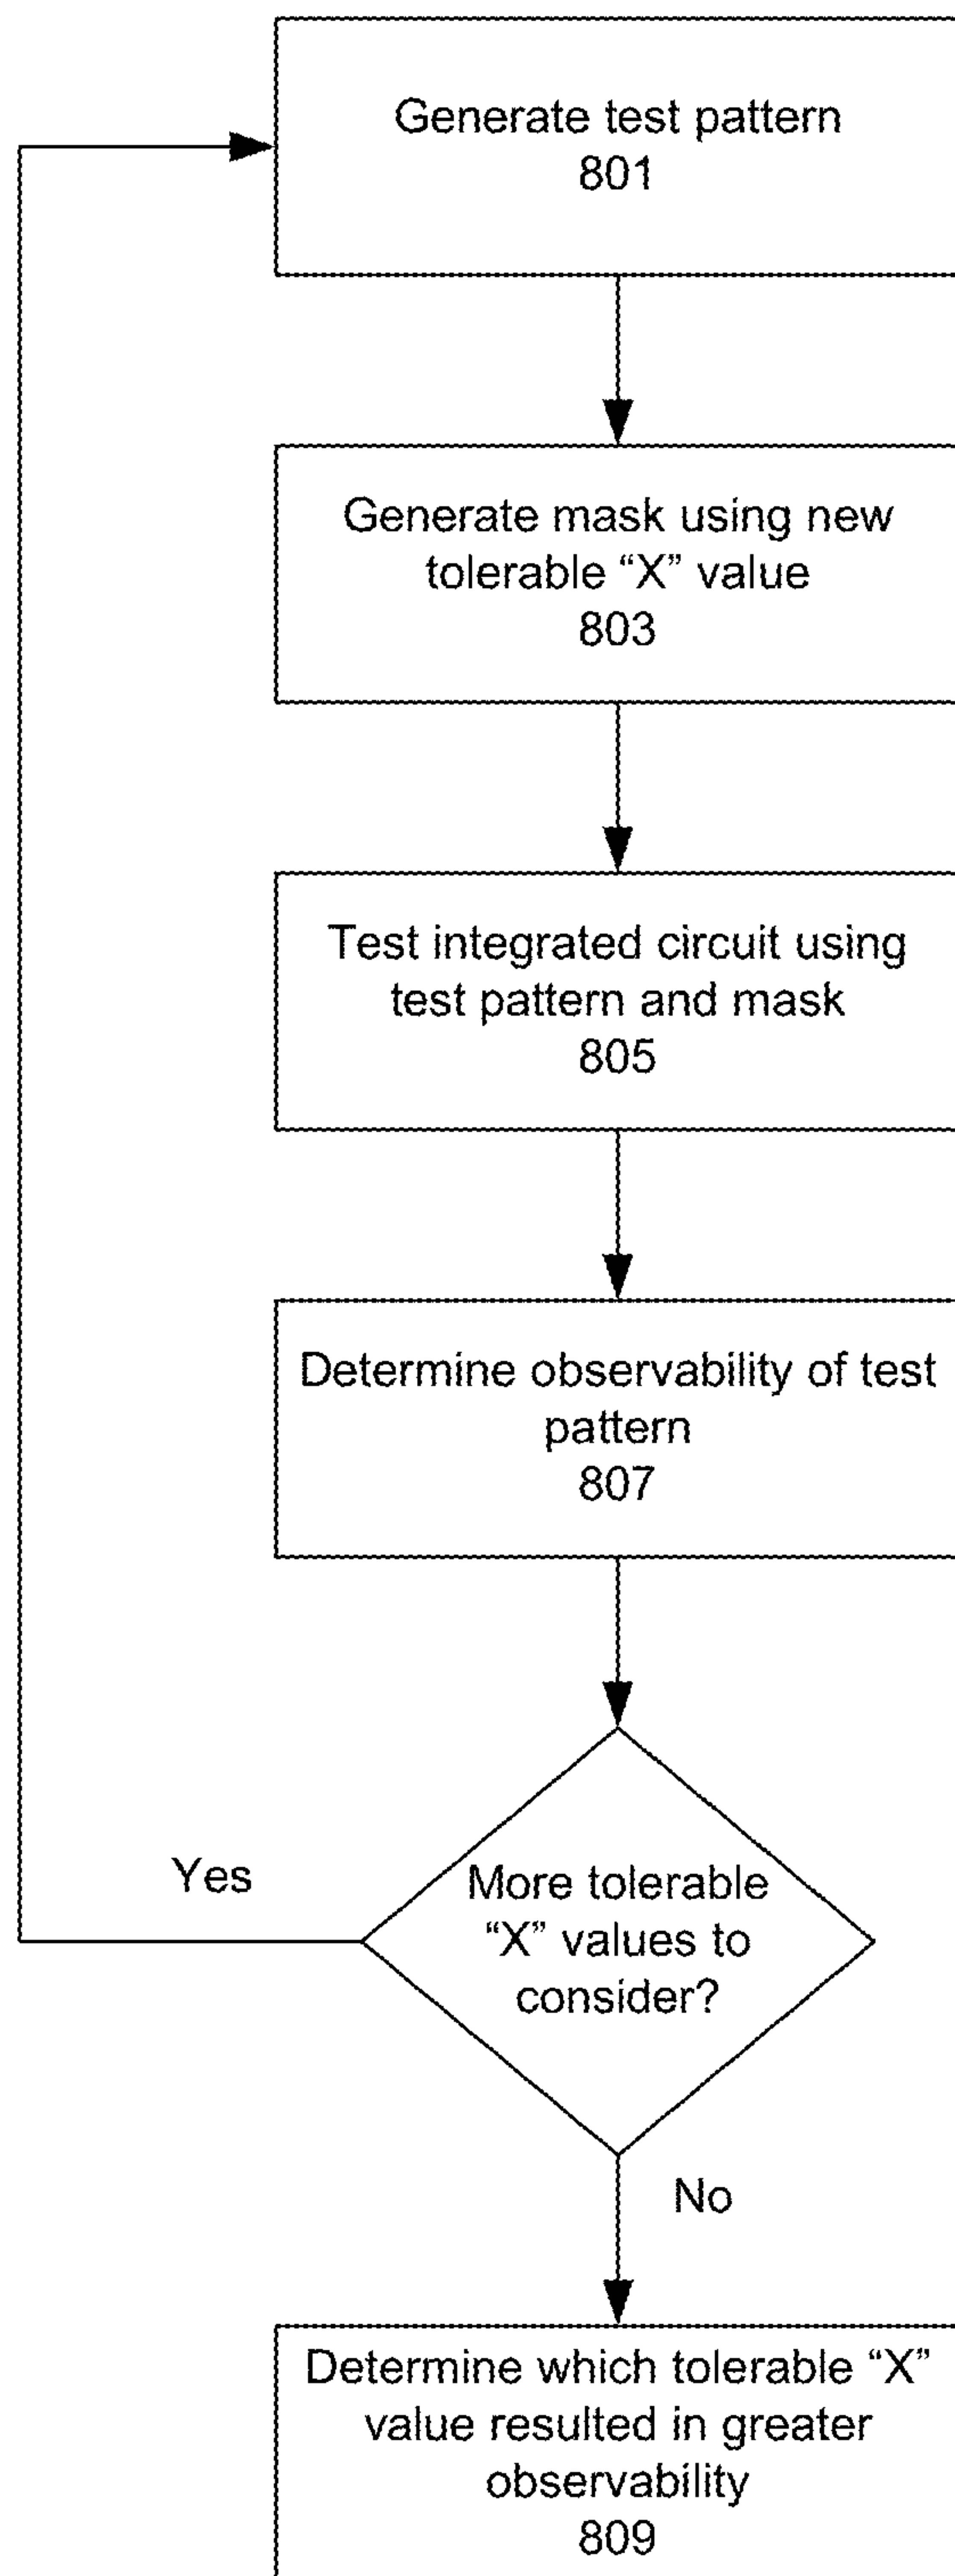 Generate test pattern
801
Generate mask using new
tolerable “X” value
803
Test integrated circuit using
test pattern and mask
805
Determine observability of test
pattern
807
Yes
More tolerable
“X” values to
consider?
No
Determine which tolerable “X”
value resulted in greater
observability
809